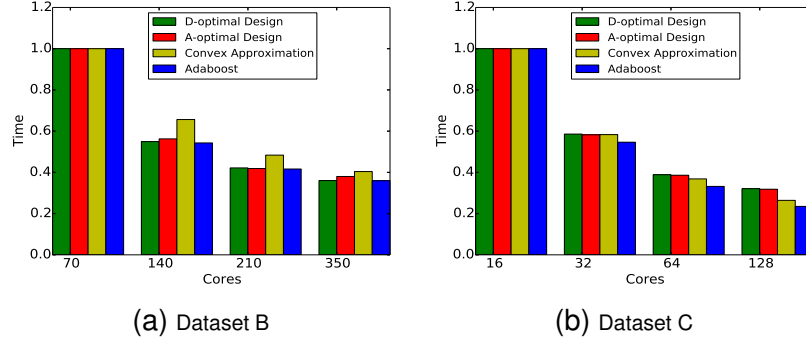 1.2
1.0
0.8
0.6
0.4
0.2
0.0
Time
D-optimal Design
A-optimal Design
Convex Approximation
Adaboost
70 140 210 350
Cores
(a) Dataset B
1.2
1.0
0.8
0.6
0.4
0.2
0.0
Time
D-optimal Design
A-optimal Design
Convex Approximation
Adaboost
16 32 64 128
Cores
(b) Dataset C